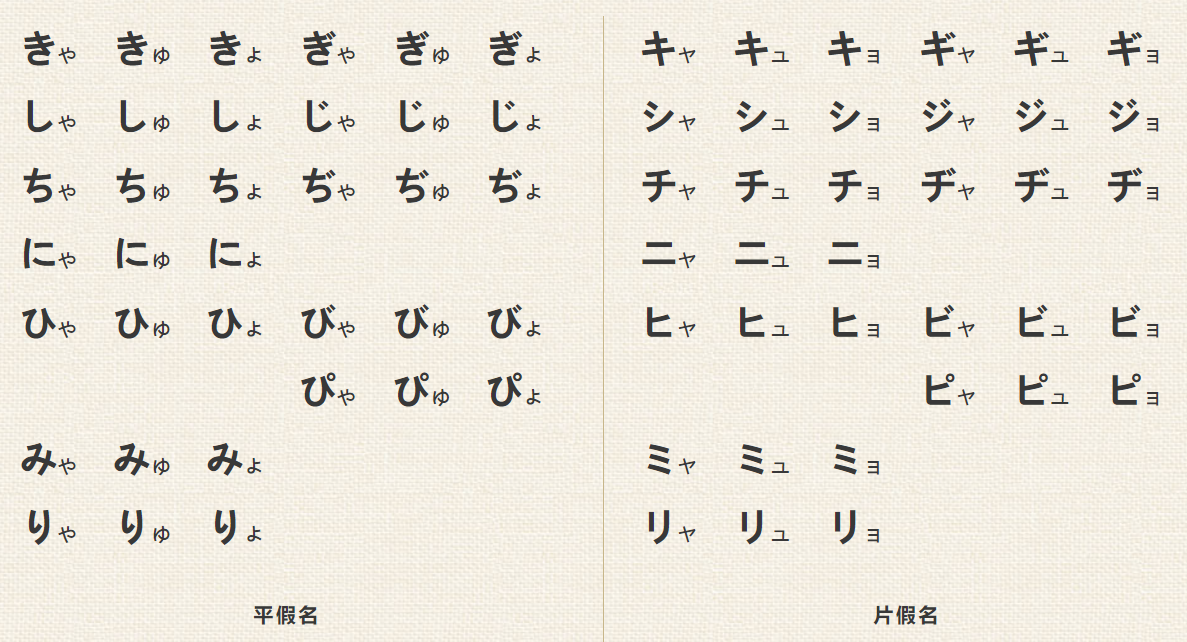 きゃ きゅ きょ ぎゃ ぎゅ ぎょ
しゃ しゅ しょ じゃ じゅ じょ
ちゃ ちゅ ちょ ぢゃ ぢゅ ぢょ
にゃ にゅ にょ
ひゃ ひゅ ひょ びゃ びゅ びょ
ぴゃ ぴゅ ぴょ
みゃ みゅ みょ
りゃ りゅ りょ
平假名
キャ キュ キョ ギャ ギュ ギョ
シャ シュ ショ ジャ ジュ ジョ
チャ チュ チョ ヂャ ヂュ ヂョ
ニャ ニュ ニョ
ヒャ ヒュ ヒョ ビャ ビュ ビョ
ピャ ピュ ピョ
ミャ ミュ ミョ
リャ リュ リョ
片假名